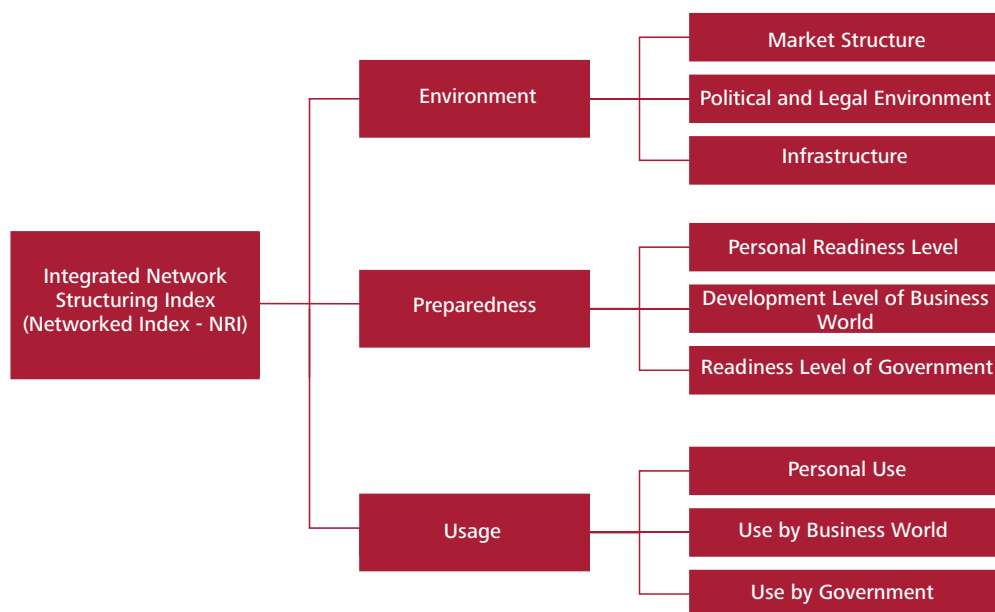 Integrated Network
Structuring Index
(Networked Index - NRI)
Environment
Market Structure
Political and Legal Environment
Infrastructure
Preparedness
Personal Readiness Level
Development Level of Business
World
Readiness Level of Government
Usage
Personal Use
Use by Business World
Use by Government